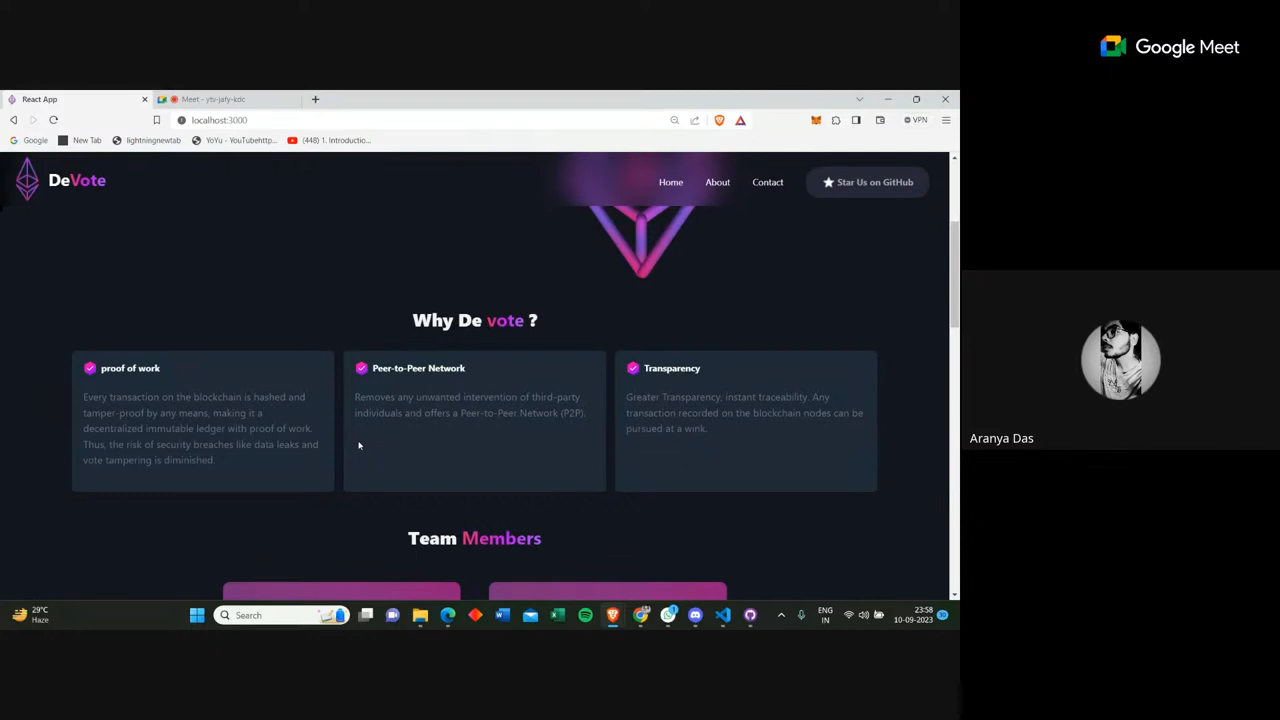 Google Meet
React App
Meet - ytv-jafy-kdc
localhost:3000
VPN
Google
New Tab
lightningnewtab
YoYu - YouTubehttp...
(448) 1. Introductio...
DeVote
Home
About
Contact
Star Us on GitHub
Why De vote ?
proof of work
Every transaction on the blockchain is hashed and
tamper-proof by any means, making it a
decentralized immutable ledger with proof of work.
Thus, the risk of security breaches like data leaks and
vote tampering is diminished.
Peer-to-Peer Network
Removes any unwanted intervention of third-party
individuals and offers a Peer-to-Peer Network (P2P).
Transparency
Greater Transparency, instant traceability. Any
transaction recorded on the blockchain nodes can be
pursued at a wink.
Aranya Das
Team Members
29°C
Haze
Search
ENG
IN
23:58
10-09-2023
30